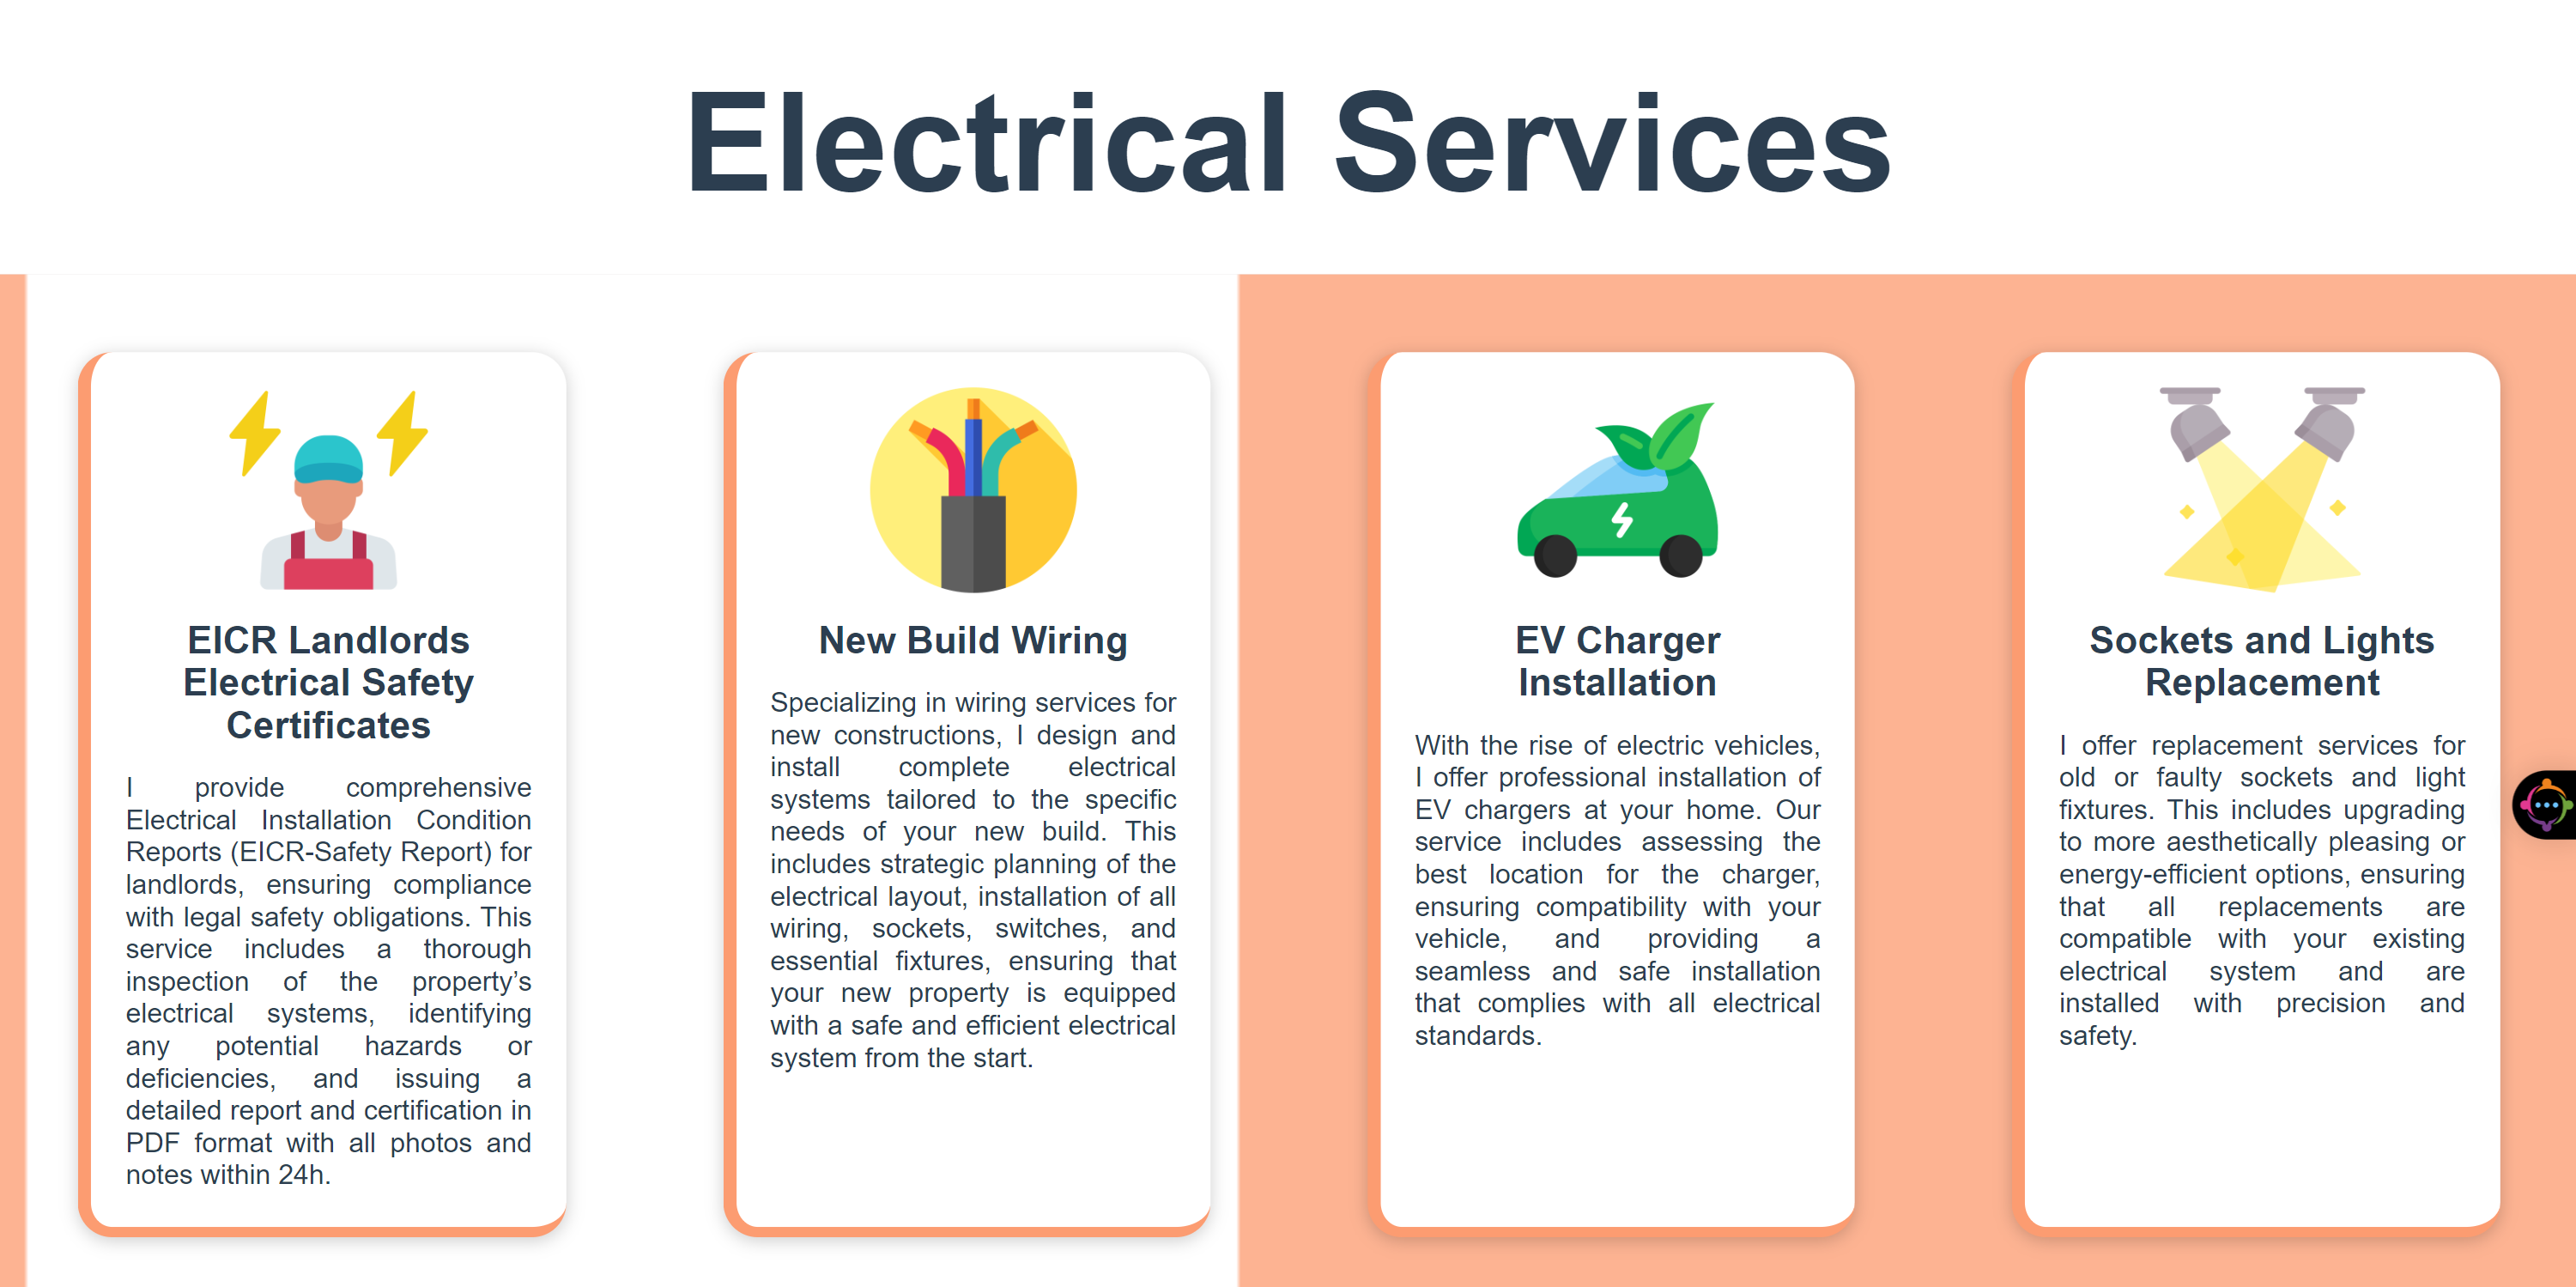 Electrical Services
EICR Landlords
Electrical Safety
Certificates
I provide comprehensive
Electrical Installation Condition
Reports (EICR-Safety Report) for
landlords, ensuring compliance
with legal safety obligations. This
service includes a thorough
inspection of the property’s
electrical systems, identifying
any potential hazards or
deficiencies, and issuing a
detailed report and certification in
PDF format with all photos and
notes within 24h.
New Build Wiring
Specializing in wiring services for
new constructions, I design and
install complete electrical
systems tailored to the specific
needs of your new build. This
includes strategic planning of the
electrical layout, installation of all
wiring, sockets, switches, and
essential fixtures, ensuring that
your new property is equipped
with a safe and efficient electrical
system from the start.
EV Charger
Installation
With the rise of electric vehicles,
I offer professional installation of
EV chargers at your home. Our
service includes assessing the
best location for the charger,
ensuring compatibility with your
vehicle, and providing a
seamless and safe installation
that complies with all electrical
standards.
Sockets and Lights
Replacement
I offer replacement services for
old or faulty sockets and light
fixtures. This includes upgrading
to more aesthetically pleasing or
energy-efficient options, ensuring
that all replacements are
compatible with your existing
electrical system and are
installed with precision and
safety.